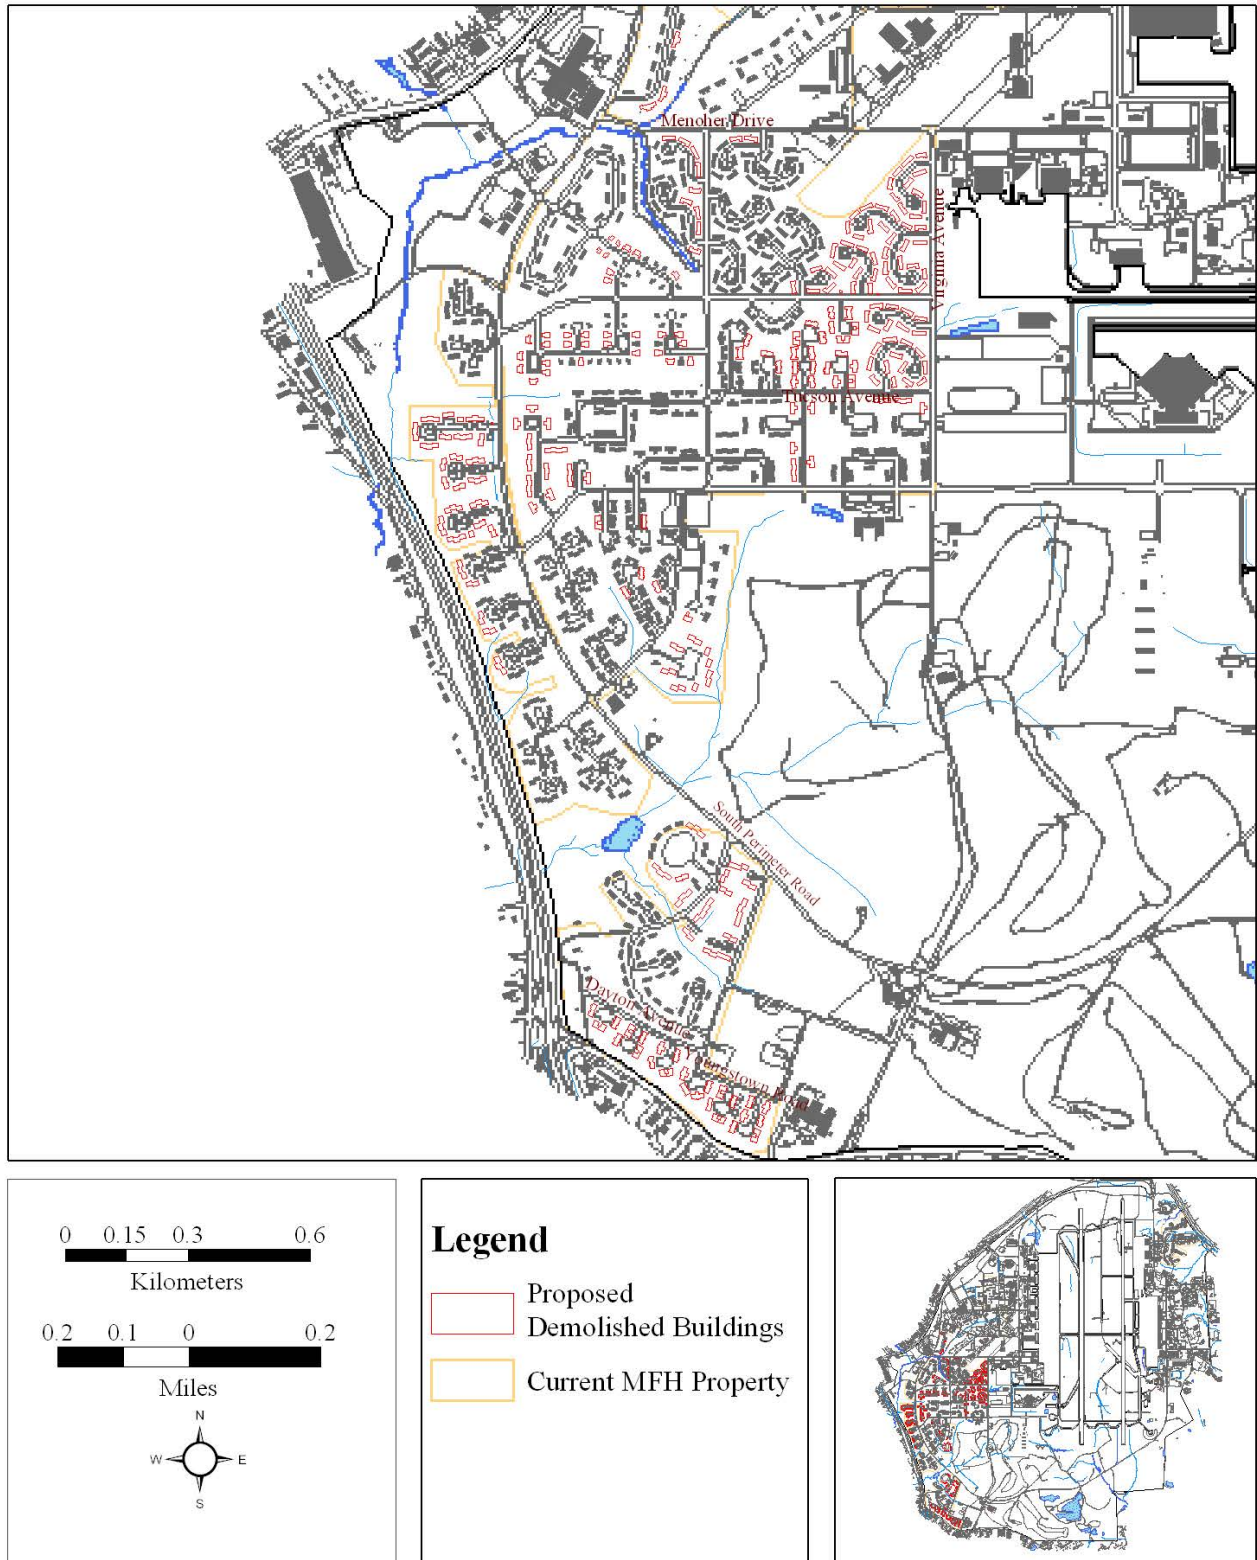 Menoher Drive
Virginia Avenue
Tucson Avenue
South Perimeter Road
Dayton Avenue
Youngstown Road
0 0.15 0.3 0.6
Kilometers
0.2 0.1 0 0.2
Miles
N
W E
S
Legend
Proposed
Demolished Buildings
Current MFH Property